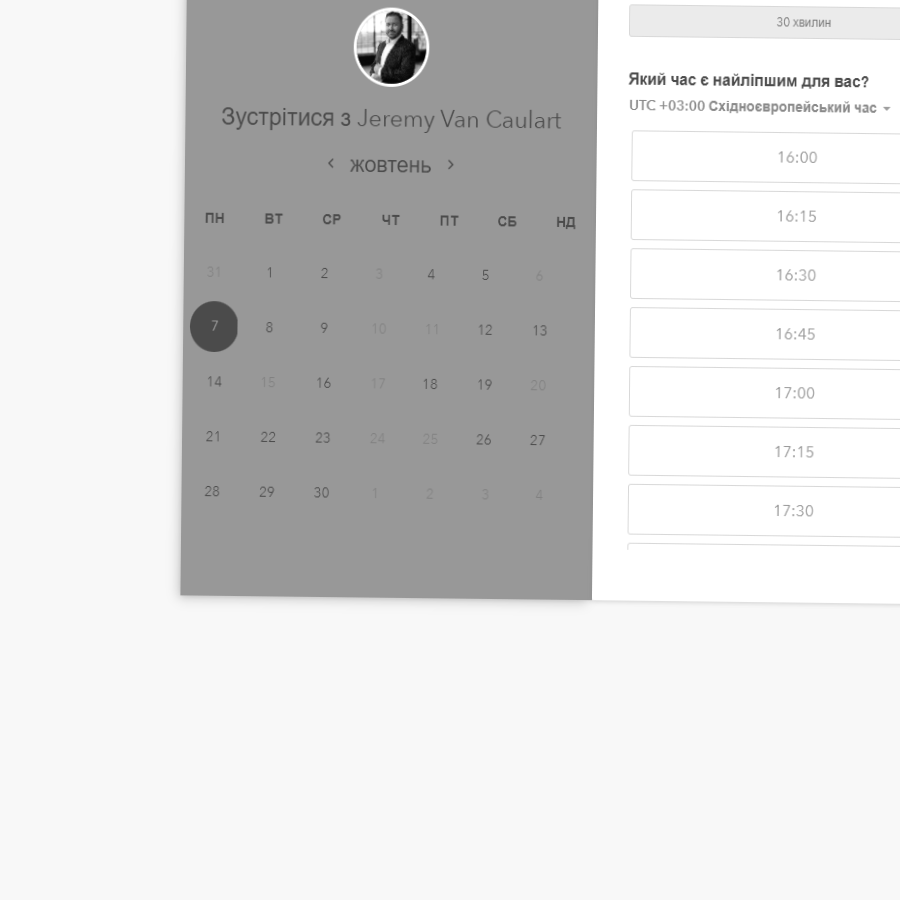 Зустрітися з Jeremy Van Caulart
жовтень
ПН ВТ СР ЧТ ПТ СБ НД
31 1 2 3 4 5 6
7 8 9 10 11 12 13
14 15 16 17 18 19 20
21 22 23 24 25 26 27
28 29 30 1 2 3 4
30 хвилин
Який час є найліпшим для вас?
UTC +03:00 Східноєвропейський час
16:00
16:15
16:30
16:45
17:00
17:15
17:30